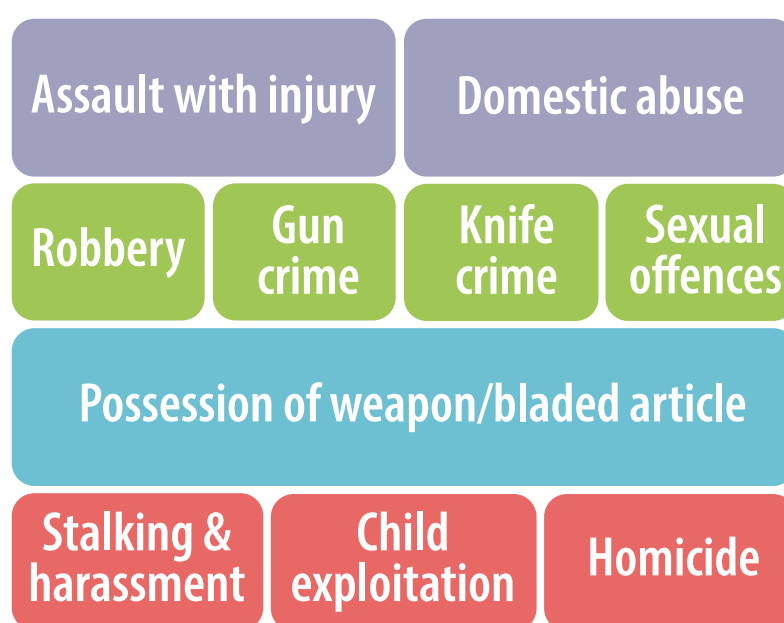 Assault with injury
Domestic abuse
Robbery
Gun
crime
Knife
crime
Sexual
offences
Possession of weapon/bladed article
Stalking &
harassment
Child
exploitation
Homicide